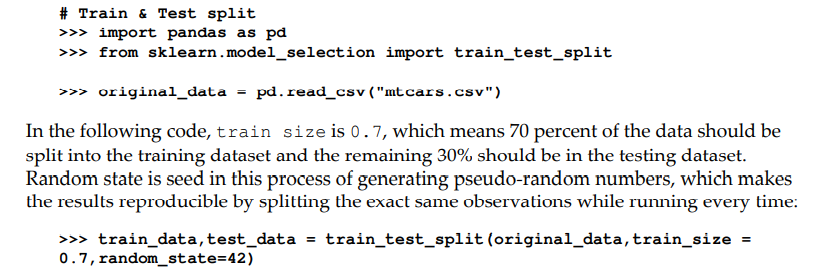 # Train & Test split
>>> import pandas as pd
>>> from sklearn.model_selection import train_test_split
>>> original_data = pd.read_csv("mtcars.csv")
In the following code, train size is 0.7, which means 70 percent of the data should be
split into the training dataset and the remaining 30% should be in the testing dataset.
Random state is seed in this process of generating pseudo-random numbers, which makes
the results reproducible by splitting the exact same observations while running every time:
>>> train_data,test_data = train_test_split(original_data,train_size =
0.7,random_state=42)